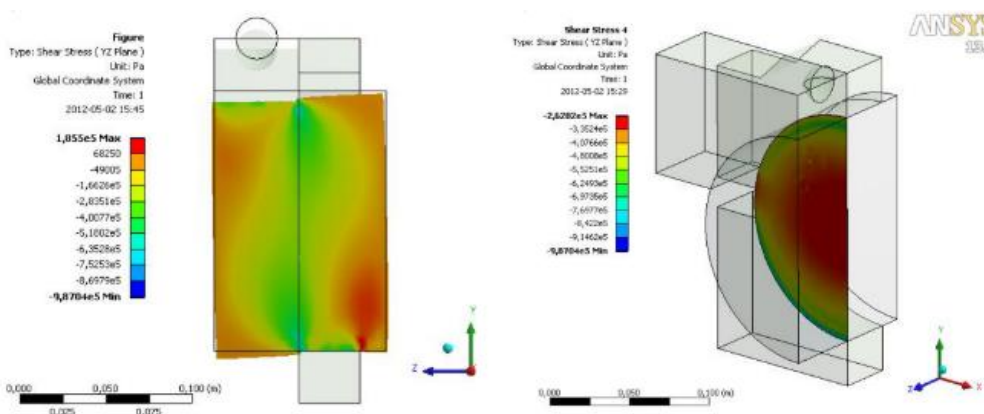 Figure
Type: Shear Stress ( YZ Plane )
Unit: Pa
Global Coordinate System
Time: 1
2012-05-02 15:45
1,855e5 Max
68250
-49005
-1,6626e5
-2,8351e5
-4,0077e5
-5,1802e5
-6,3528e5
-7,5253e5
-8,6979e5
-9,8704e5 Min
Y
Z
0,000
0,050
0,100 (m)
0,025
0,075
Shear Stress 4
Type: Shear Stress ( YZ Plane )
Unit: Pa
Global Coordinate System
Time: 1
2012-05-02 15:29
-2,6282e5 Max
-3,3524e5
-4,0766e5
-4,8008e5
-5,5251e5
-6,2493e5
-6,9735e5
-7,6977e5
-8,422e5
-9,1462e5
-9,8704e5 Min
ANSYS
Y
Z
X
0,000
0,050
0,100 (m)